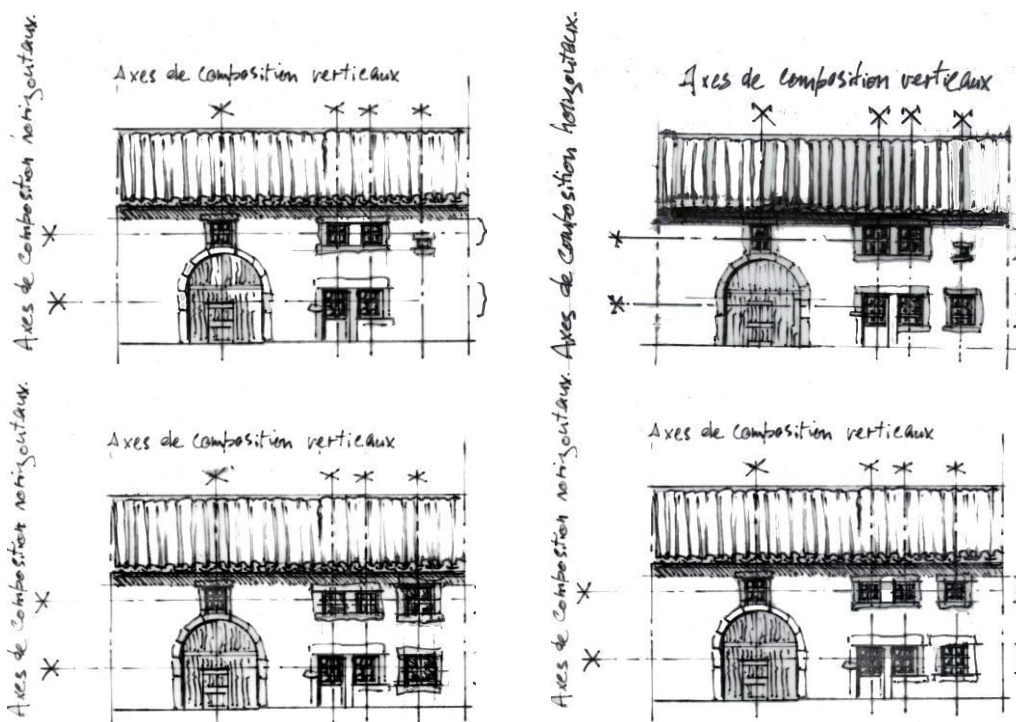 Axes de composition horizontaux.
Axes de composition verticaux
Axes de composition horizontaux.
Axes de composition verticaux
Axes de composition horizontaux.
Axes de composition verticaux
Axes de composition horizontaux.
Axes de composition verticaux